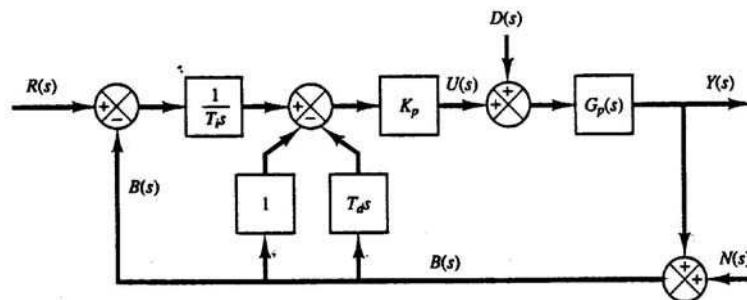 D(s)
R(s)
+
−
1
T_i s
+
−
K_p
U(s)
+
+
G_p(s)
Y(s)
B(s)
1
T_d s
B(s)
+
+
N(s)